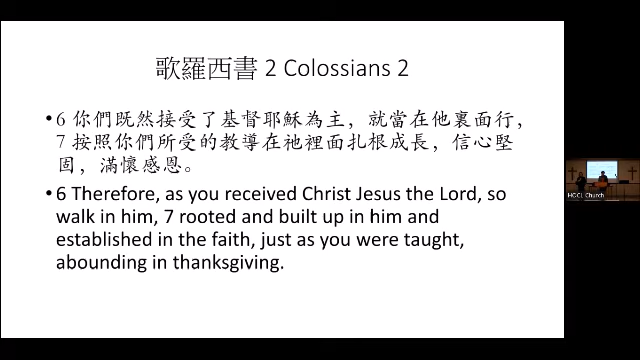 歌羅西書 2 Colossians 2
•6 你們既然接受了基督耶穌為主，就當在他裏面行，
7 按照你們所受的教導在祂裡面扎根成長，信心堅
固，滿懷感恩。
•6 Therefore, as you received Christ Jesus the Lord, so
walk in him, 7 rooted and built up in him and
established in the faith, just as you were taught,
abounding in thanksgiving.
HGCL Church